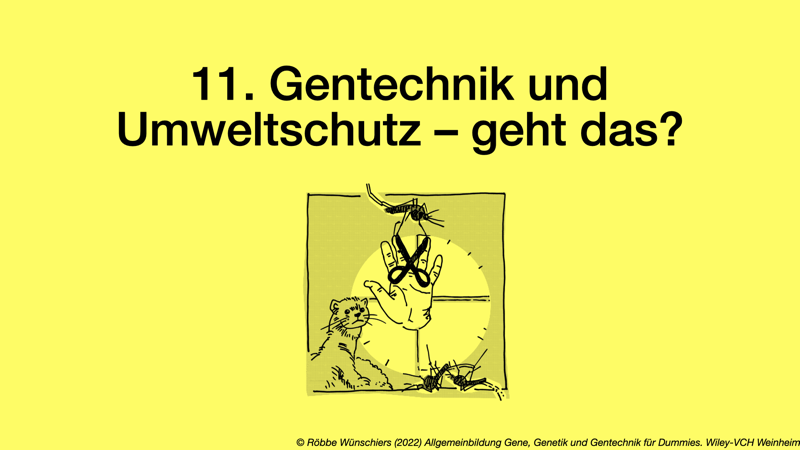 11. Gentechnik und
Umweltschutz – geht das?
© Röbbe Wünschiers (2022) Allgemeinbildung Gene, Genetik und Gentechnik für Dummies. Wiley-VCH Weinheim